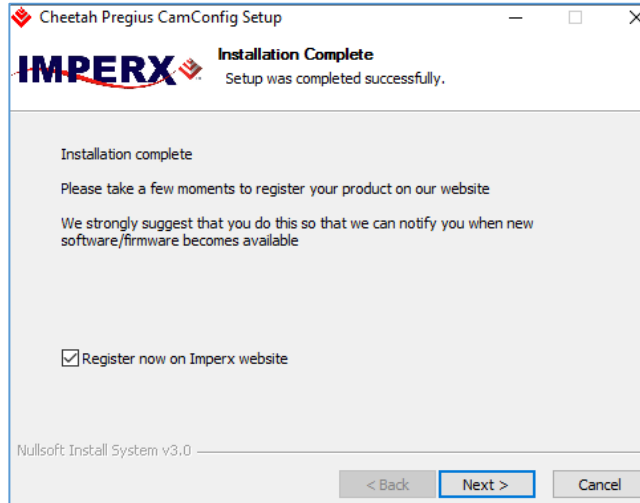 Cheetah Pregius CamConfig Setup
IMPERX
Installation Complete
Setup was completed successfully.
Installation complete
Please take a few moments to register your product on our website
We strongly suggest that you do this so that we can notify you when new
software/firmware becomes available
Register now on Imperx website
Nullsoft Install System v3.0
< Back
Next >
Cancel